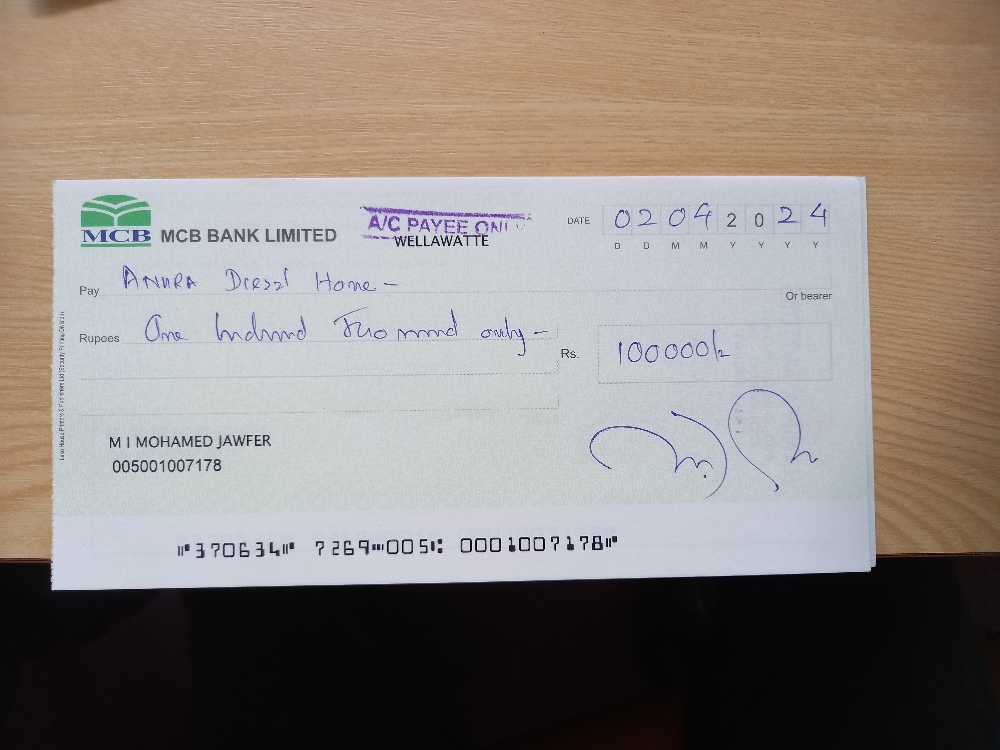 MCB
MCB BANK LIMITED
A/C PAYEE ONLY
WELLAWATTE
DATE 02042024
D D M M Y Y Y Y
Pay ANURA Diesel Home -
Or bearer
Rupees One hundred Thousand only -
Rs. 100000/-
M I MOHAMED JAWFER
005001007178
370634 7269 005 0001007178